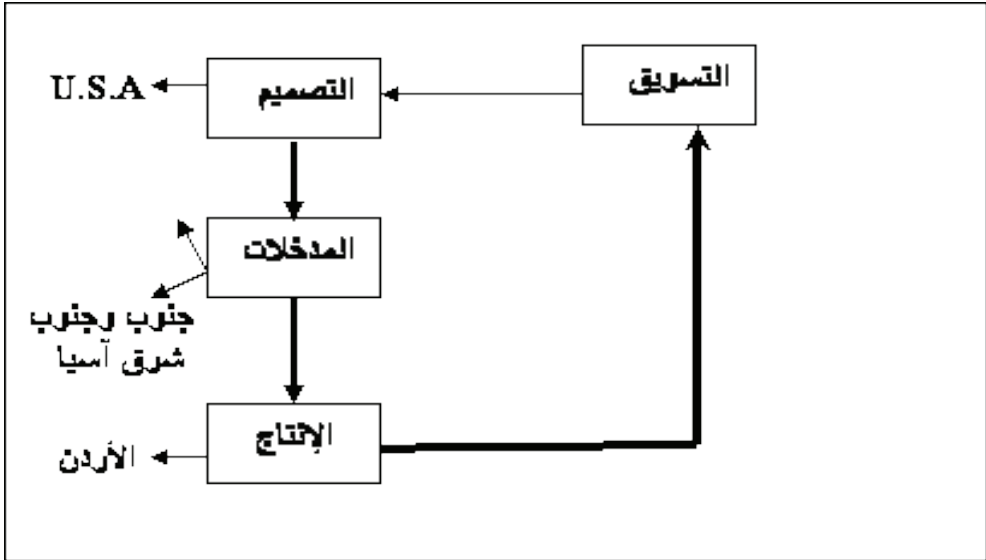 التسويق
التصميم
U.S.A
المدخلات
جنوب وجنوب
شرق آسيا
الإنتاج
الأردن